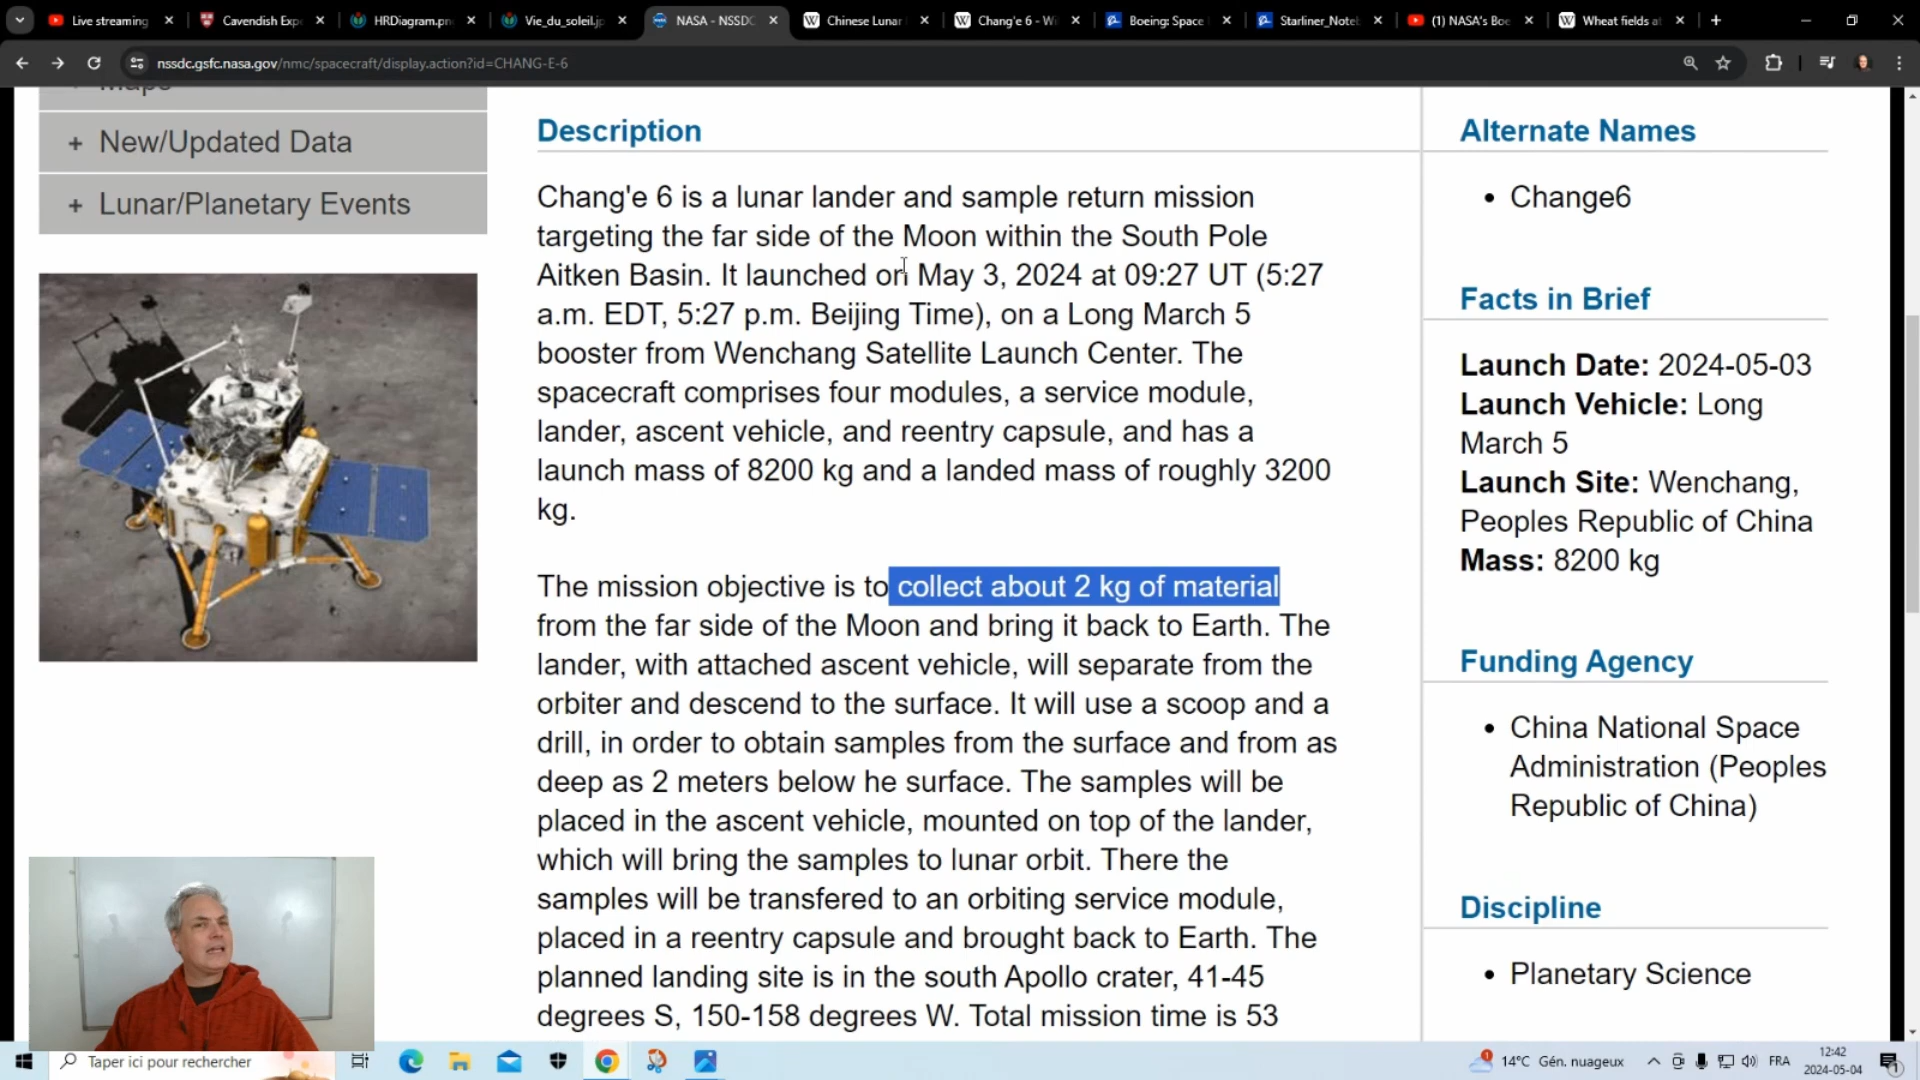 Live streaming
Cavendish Expe
HRDiagram.pn
Vie_du_soleil.j
NASA - NSSDC
Chinese Lunar
Chang'e 6 - Wi
Boeing: Space
Starliner_Note
(1) NASA's Boe
Wheat fields a
nssdc.gsfc.nasa.gov/nmc/spacecraft/display.action?id=CHANG-E-6
Maps
+ New/Updated Data
+ Lunar/Planetary Events
Description
Chang'e 6 is a lunar lander and sample return mission
targeting the far side of the Moon within the South Pole
Aitken Basin. It launched on May 3, 2024 at 09:27 UT (5:27
a.m. EDT, 5:27 p.m. Beijing Time), on a Long March 5
booster from Wenchang Satellite Launch Center. The
spacecraft comprises four modules, a service module,
lander, ascent vehicle, and reentry capsule, and has a
launch mass of 8200 kg and a landed mass of roughly 3200
kg.
The mission objective is to collect about 2 kg of material
from the far side of the Moon and bring it back to Earth. The
lander, with attached ascent vehicle, will separate from the
orbiter and descend to the surface. It will use a scoop and a
drill, in order to obtain samples from the surface and from as
deep as 2 meters below he surface. The samples will be
placed in the ascent vehicle, mounted on top of the lander,
which will bring the samples to lunar orbit. There the
samples will be transfered to an orbiting service module,
placed in a reentry capsule and brought back to Earth. The
planned landing site is in the south Apollo crater, 41-45
degrees S, 150-158 degrees W. Total mission time is 53
Alternate Names
• Change6
Facts in Brief
Launch Date: 2024-05-03
Launch Vehicle: Long
March 5
Launch Site: Wenchang,
Peoples Republic of China
Mass: 8200 kg
Funding Agency
• China National Space
Administration (Peoples
Republic of China)
Discipline
• Planetary Science
Taper ici pour rechercher
14°C Gén. nuageux
FRA
12:42
2024-05-04